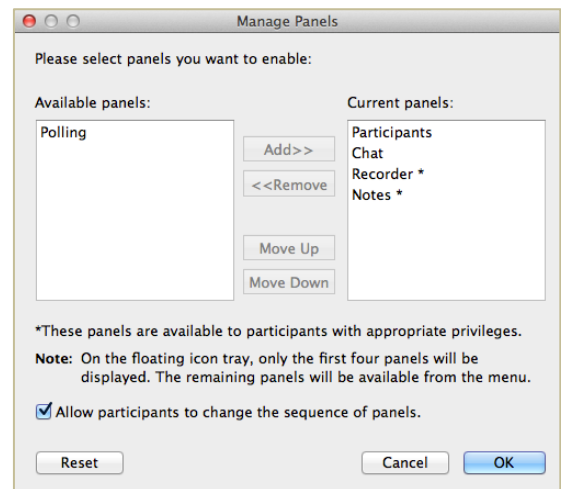 Manage Panels
Please select panels you want to enable:
Available panels:
Current panels:
Polling
Participants
Chat
Recorder *
Notes *
Add>>
<<Remove
Move Up
Move Down
*These panels are available to participants with appropriate privileges.
Note: On the floating icon tray, only the first four panels will be
displayed. The remaining panels will be available from the menu.
Allow participants to change the sequence of panels.
Reset
Cancel
OK